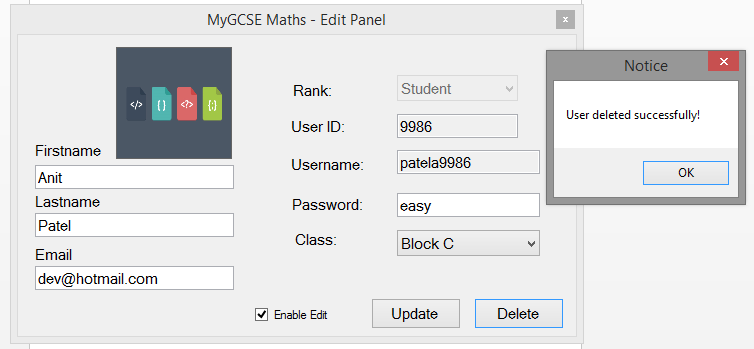 MyGCSE Maths - Edit Panel
x
</>
{ }
</>
{;}
Firstname
Anit
Lastname
Patel
Email
dev@hotmail.com
Rank:
Student
User ID:
9986
Username:
patela9986
Password:
easy
Class:
Block C
Enable Edit
Update
Delete
Notice
x
User deleted successfully!
OK